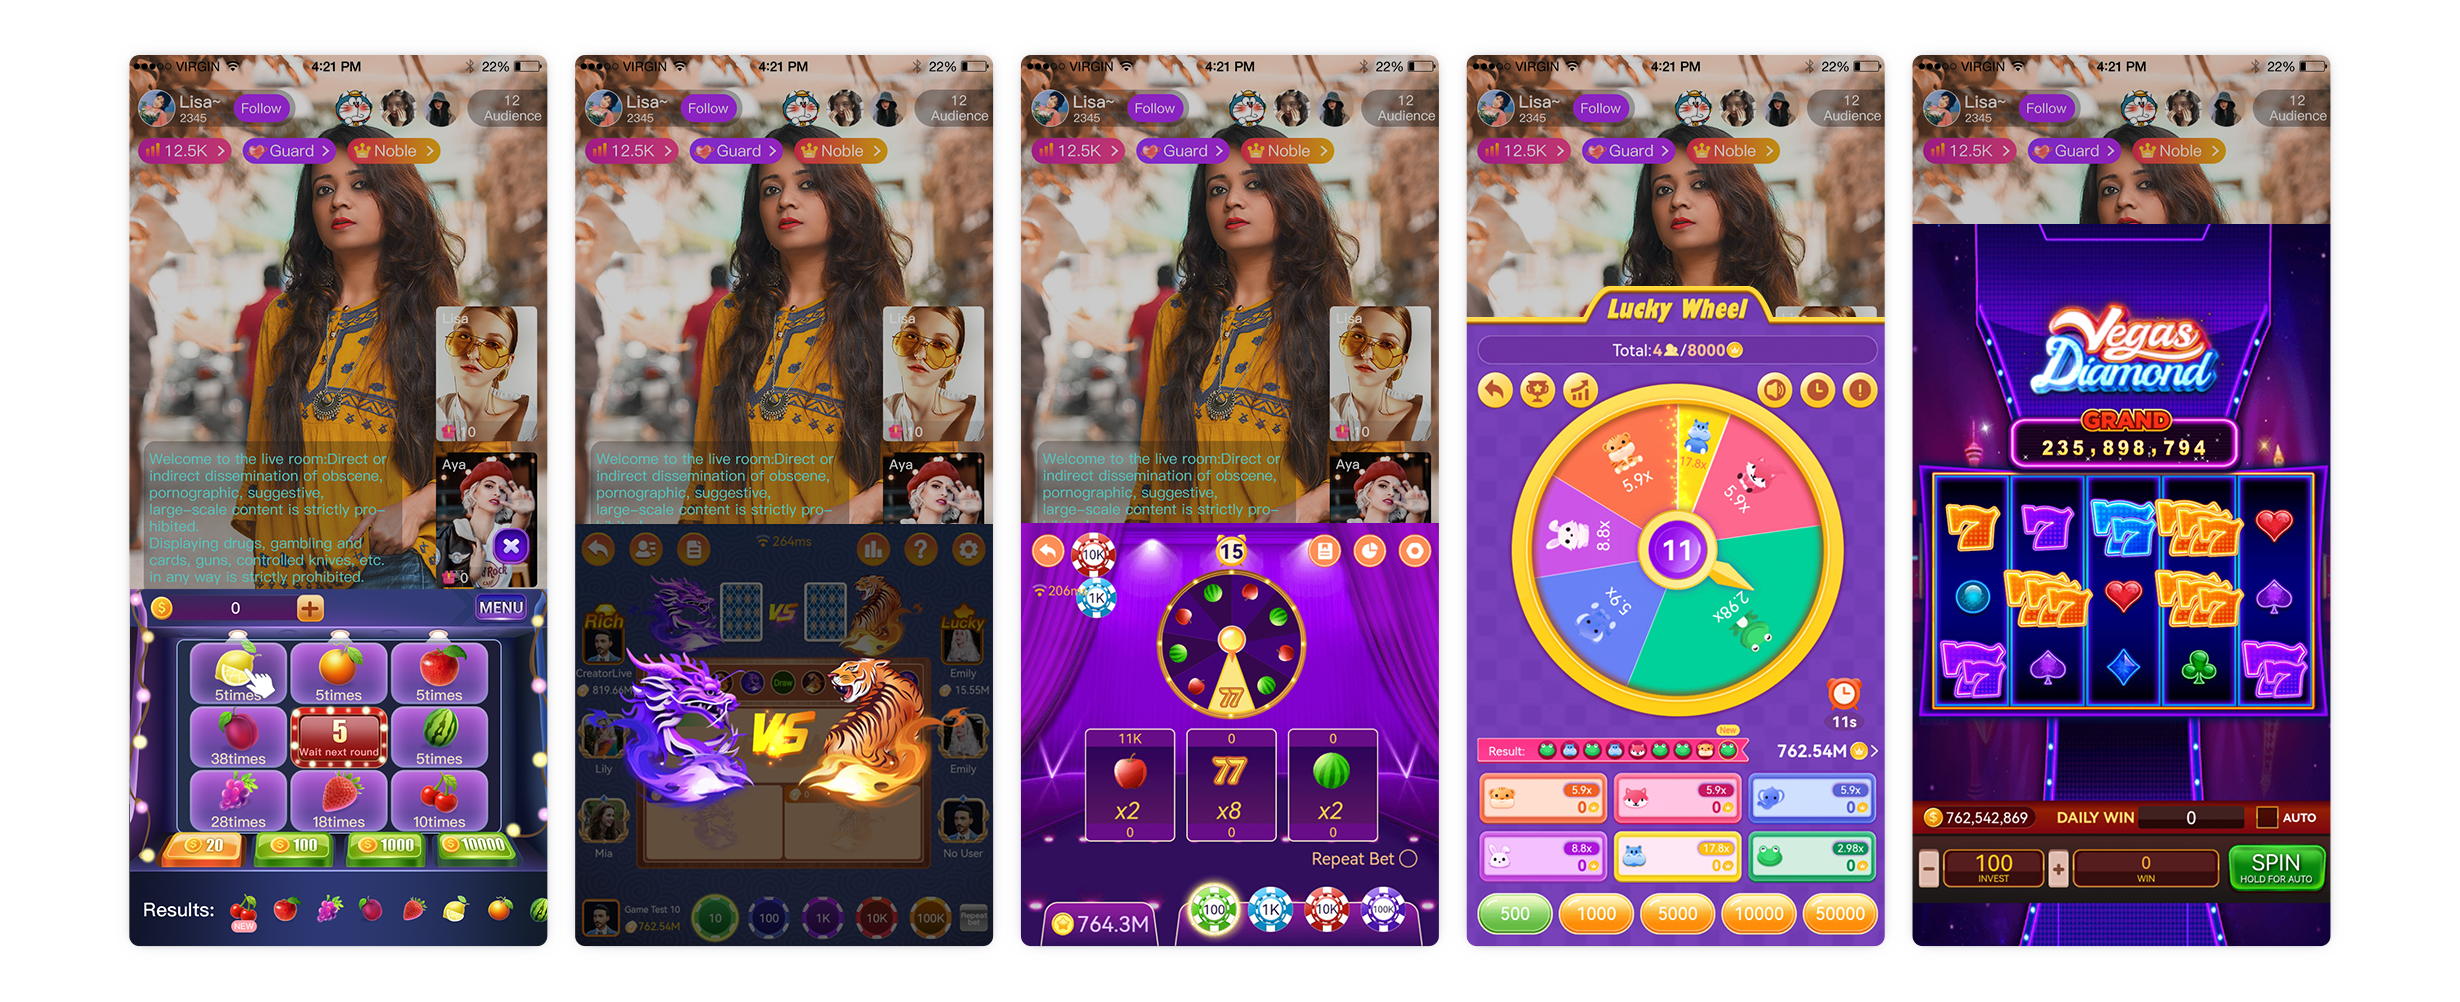 VIRGIN 4:21 PM 22%
Lisa~ 2345 Follow 12 Audience
12.5K Guard Noble
Lisa
10
Aya
Welcome to the live room:Direct or
indirect dissemination of obscene,
pornographic, suggestive,
large-scale content is strictly pro-
hibited.
Displaying drugs, gambling and
cards, guns, controlled knives, etc.
in any way is strictly prohibited.
0
0 + MENU
5times 5times 5times
38times 5 Wait next round 5times
28times 18times 10times
20 100 1000 10000
Results:
NEW
VIRGIN 4:21 PM 22%
Lisa~ 2345 Follow 12 Audience
12.5K Guard Noble
Lisa
10
Aya
Welcome to the live room:Direct or
indirect dissemination of obscene,
pornographic, suggestive,
large-scale content is strictly pro-
264ms
Rich VS Lucky
CreatorLive Draw Emily
819.66M 15.55M
VS
Lily Emily
Mia No User
Game Test 10
762.54M
10 100 1K 10K 100K Repeat bet
VIRGIN 4:21 PM 22%
Lisa~ 2345 Follow 12 Audience
12.5K Guard Noble
Lisa
10
Aya
Welcome to the live room:Direct or
indirect dissemination of obscene,
pornographic, suggestive,
large-scale content is strictly pro-
10K 15
1K
77
11K 0 0
77
x2 x8 x2
0 0 0
Repeat Bet
764.3M 100 1K 10K 100K
VIRGIN 4:21 PM 22%
Lisa~ 2345 Follow 12 Audience
12.5K Guard Noble
Lisa
Lucky Wheel
Total:4/8000
5.9x 17.8x 5.9x
8.8x 11
5.9x 2.98x
11s
New
Result: 762.54M
5.9x 5.9x 5.9x
0 0 0
8.8x 17.8x 2.98x
0 0 0
500 1000 5000 10000 50000
VIRGIN 4:21 PM 22%
Lisa~ 2345 Follow 12 Audience
12.5K Guard Noble
Vegas
Diamond
GRAND
235,898,794
7 7 777 777
777 777
77 77
762,542,869 DAILY WIN 0 AUTO
- 100 + 0 SPIN
INVEST WIN HOLD FOR AUTO